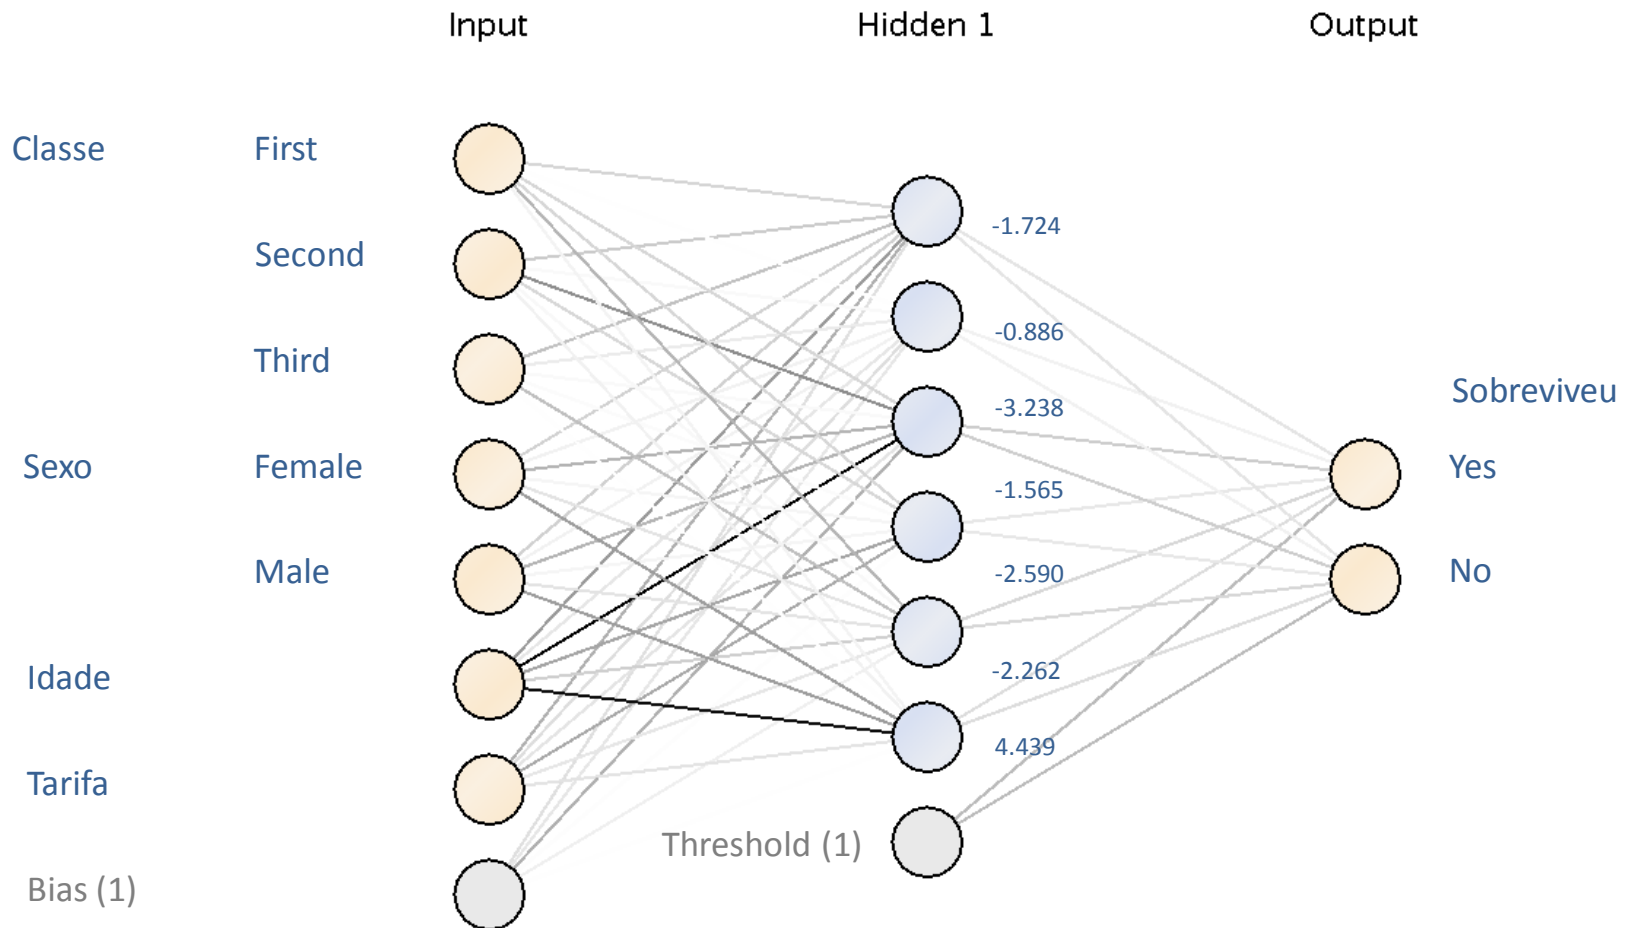 Input Hidden 1 Output
Classe First
Second
Third
Sexo Female
Male
Idade
Tarifa
Bias (1)
-1.724
-0.886
-3.238
-1.565
-2.590
-2.262
4.439
Threshold (1)
Sobreviveu
Yes
No